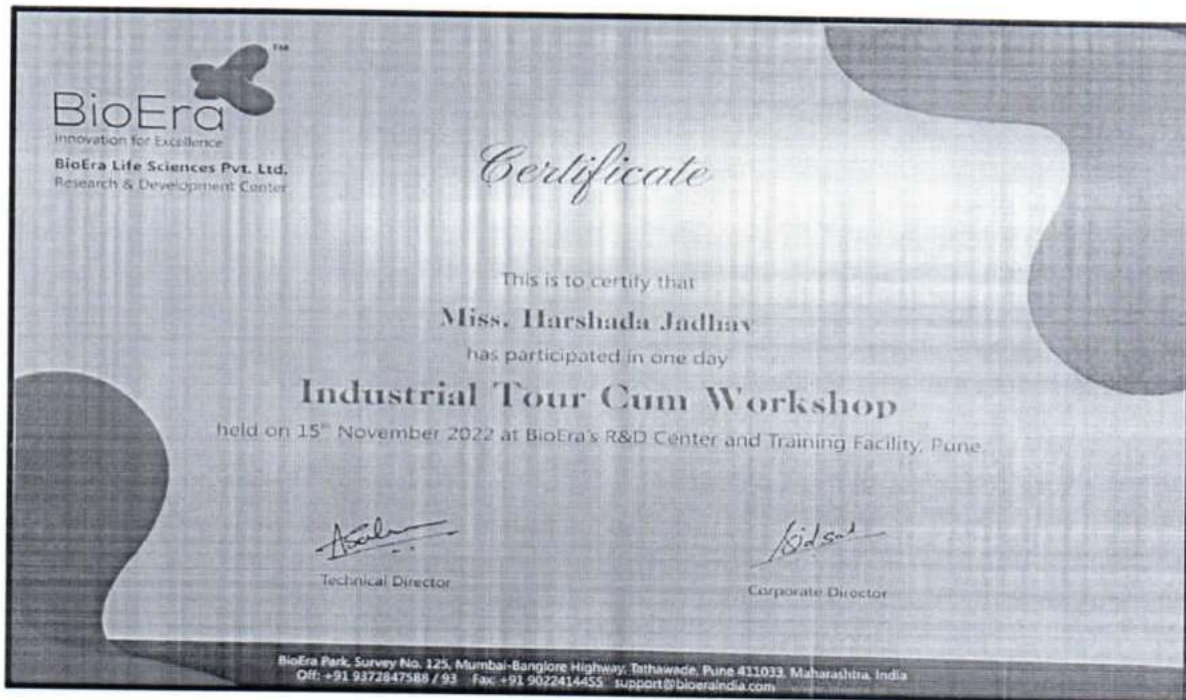 BioEra™
Innovation for Excellence
BioEra Life Sciences Pvt. Ltd.
Research & Development Center
Certificate
This is to certify that
Miss. Harshada Jadhav
has participated in one day
Industrial Tour Cum Workshop
held on 15th November 2022 at BioEra's R&D Center and Training Facility, Pune
Technical Director
Corporate Director
BioEra Park, Survey No. 125, Mumbai-Banglore Highway, Tathawade, Pune 411033, Maharashtra, India
Off: +91 9372847588 / 93 Fax: +91 9022414455 support@bioeraindia.com